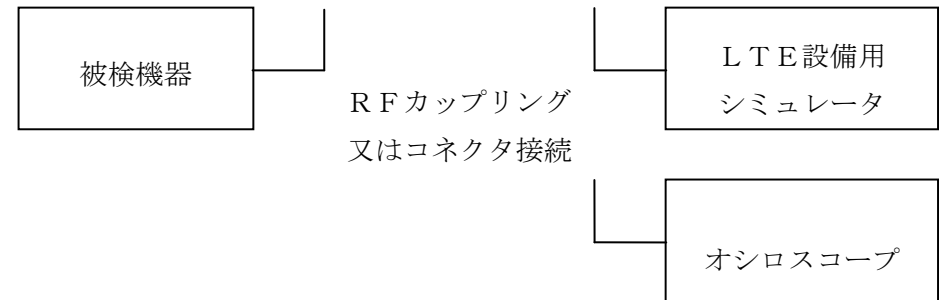 被検機器
RFカップリング
又はコネクタ接続
LTE設備用
シミュレータ
オシロスコープ